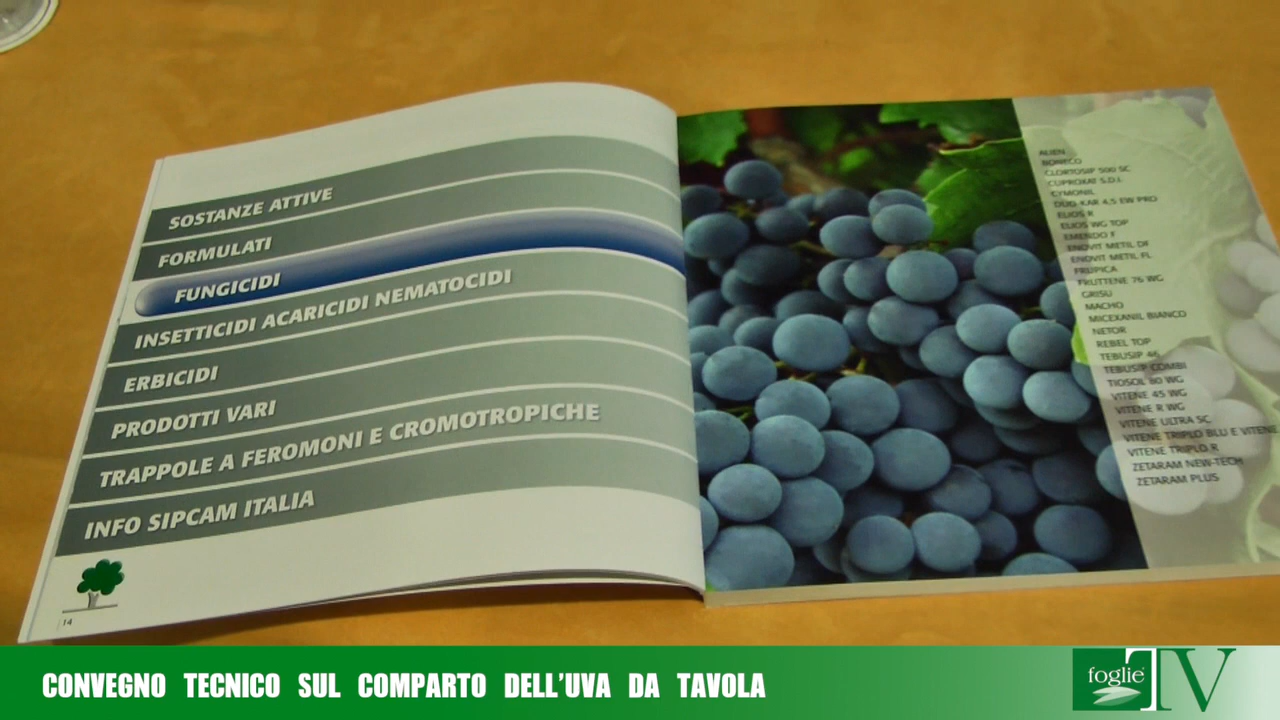 SOSTANZE ATTIVE
FORMULATI
FUNGICIDI
INSETTICIDI ACARICIDI NEMATOCIDI
ERBICIDI
PRODOTTI VARI
TRAPPOLE A FEROMONI E CROMOTROPICHE
INFO SIPCAM ITALIA
14
ALIEN
BONECO
CLORTOSIP 500 SC
CUPROXAT S.D.I.
CYMONIL
DUO-KAR 4,5 EW PRO
ELIOS R
ELIOS WG TOP
EMENDO F
ENOVIT METIL DF
ENOVIT METIL FL
FRUPICA
FRUTTENE 76 WG
GRISU
MACHO
MICEXANIL BIANCO
NETOR
REBEL TOP
TEBUSIP 46
TEBUSIP COMBI
TIOSOL 80 WG
VITENE 45 WG
VITENE R WG
VITENE ULTRA SC
VITENE TRIPLO BLU E VITENE
VITENE TRIPLO R
ZETARAM NEW-TECH
ZETARAM PLUS
CONVEGNO TECNICO SUL COMPARTO DELL'UVA DA TAVOLA
foglie TV